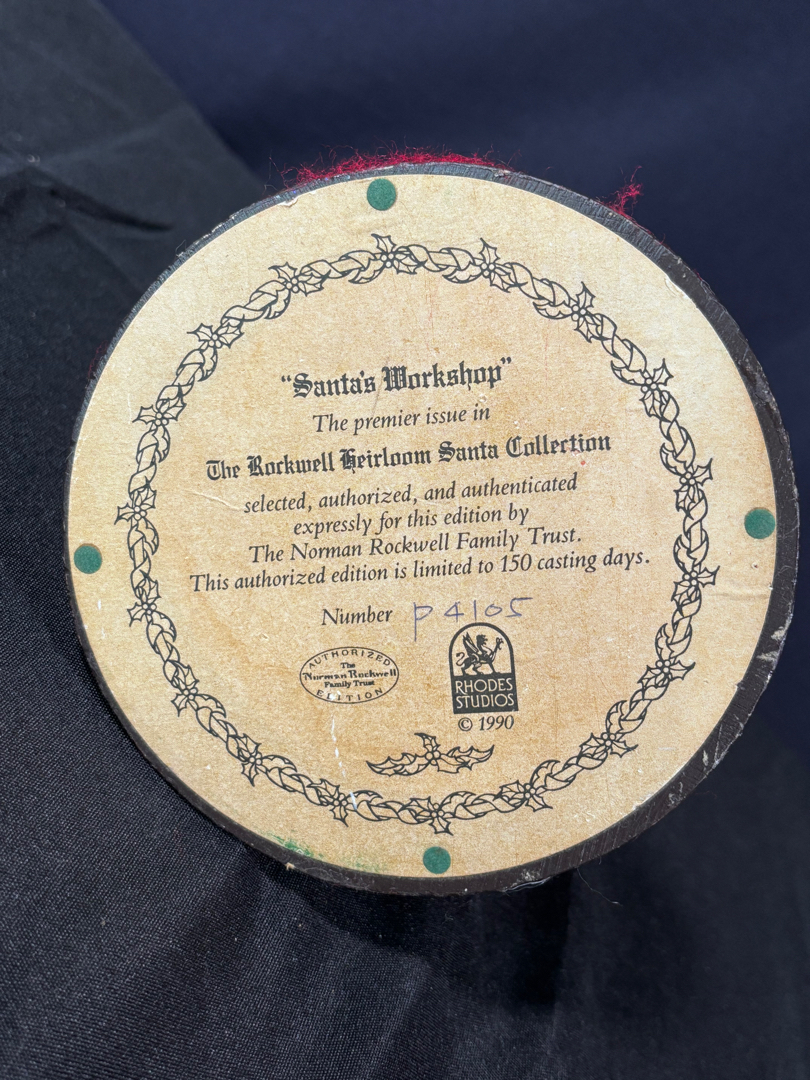 “Santa's Workshop”
The premier issue in
The Rockwell Heirloom Santa Collection
selected, authorized, and authenticated
expressly for this edition by
The Norman Rockwell Family Trust.
This authorized edition is limited to 150 casting days.
Number P4105
AUTHORIZED
The
Norman Rockwell
Family Trust
EDITION
RHODES
STUDIOS
© 1990